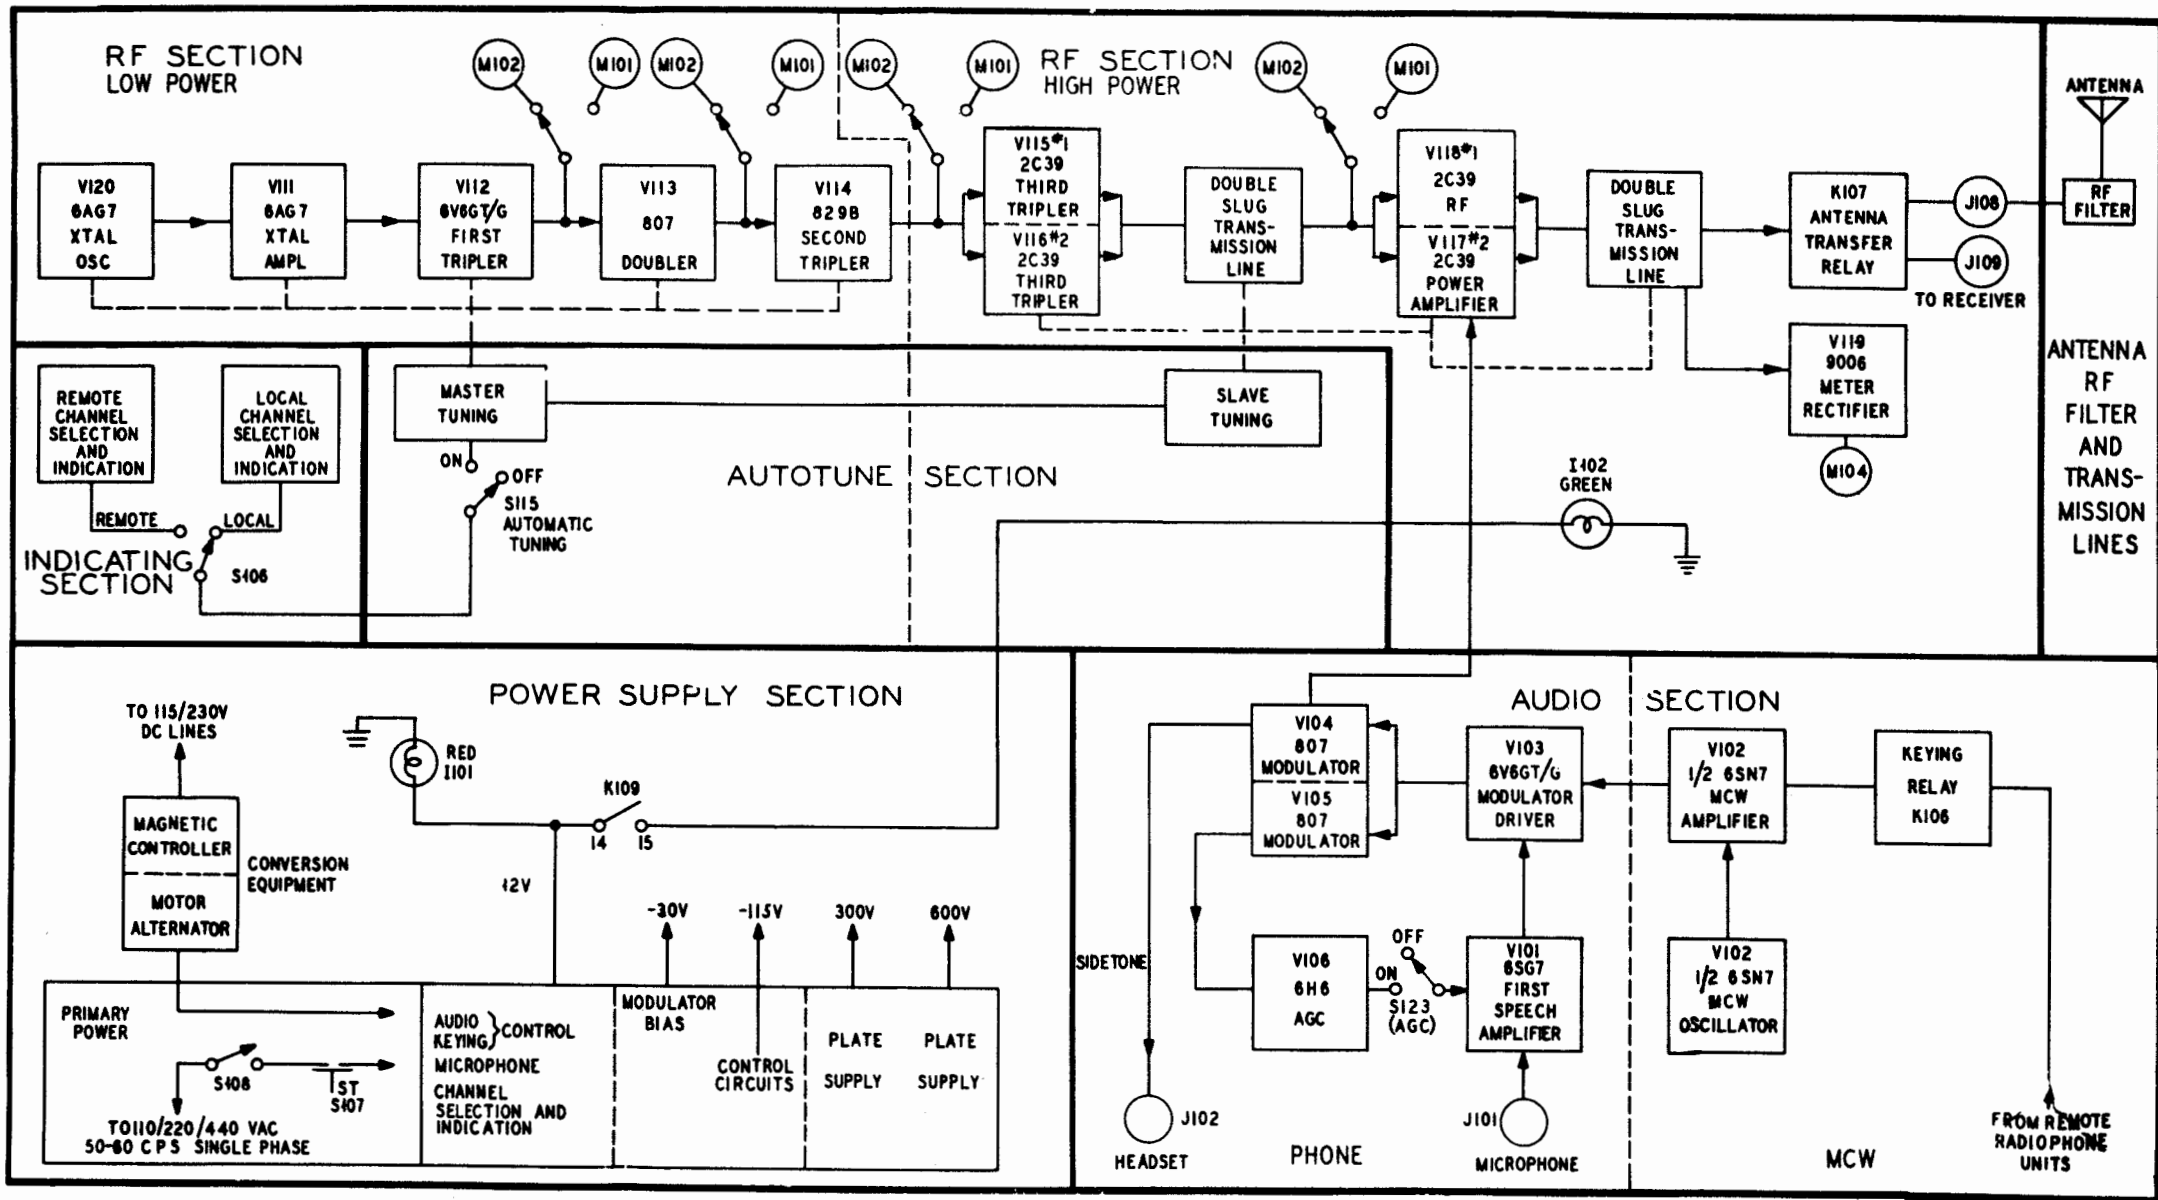 RF SECTION
LOW POWER
M102
M101
M102
M101
M102
M101
RF SECTION
HIGH POWER
M102
M101
ANTENNA
V120
6AG7
XTAL
OSC
V111
6AG7
XTAL
AMPL
V112
6V6GT/G
FIRST
TRIPLER
V113
807
DOUBLER
V114
829B
SECOND
TRIPLER
V115#1
2C39
THIRD
TRIPLER
V116#2
2C39
THIRD
TRIPLER
DOUBLE
SLUG
TRANS-
MISSION
LINE
V118#1
2C39
RF
V117#2
2C39
POWER
AMPLIFIER
DOUBLE
SLUG
TRANS-
MISSION
LINE
K107
ANTENNA
TRANSFER
RELAY
J108
J109
TO RECEIVER
RF
FILTER
V119
9006
METER
RECTIFIER
M104
ANTENNA
RF
FILTER
AND
TRANS-
MISSION
LINES
REMOTE
CHANNEL
SELECTION
AND
INDICATION
LOCAL
CHANNEL
SELECTION
AND
INDICATION
REMOTE
LOCAL
INDICATING
SECTION
S106
MASTER
TUNING
ON
OFF
S115
AUTOMATIC
TUNING
SLAVE
TUNING
AUTOTUNE SECTION
I102
GREEN
POWER SUPPLY SECTION
TO 115/230V
DC LINES
RED
I101
K109
14 15
MAGNETIC
CONTROLLER
MOTOR
ALTERNATOR
CONVERSION
EQUIPMENT
12V
-30V
-115V
300V
600V
PRIMARY
POWER
S108
ST
S107
TO110/220/440 VAC
50-60 CPS SINGLE PHASE
AUDIO
KEYING
CONTROL
MICROPHONE
CHANNEL
SELECTION AND
INDICATION
MODULATOR
BIAS
CONTROL
CIRCUITS
PLATE
SUPPLY
PLATE
SUPPLY
AUDIO SECTION
V104
807
MODULATOR
V105
807
MODULATOR
V103
6V6GT/G
MODULATOR
DRIVER
V102
1/2 6SN7
MCW
AMPLIFIER
KEYING
RELAY
K106
SIDETONE
V106
6H6
AGC
OFF
ON
S123
(AGC)
V101
6SG7
FIRST
SPEECH
AMPLIFIER
V102
1/2 6SN7
MCW
OSCILLATOR
J102
HEADSET
PHONE
J101
MICROPHONE
MCW
FROM REMOTE
RADIOPHONE
UNITS